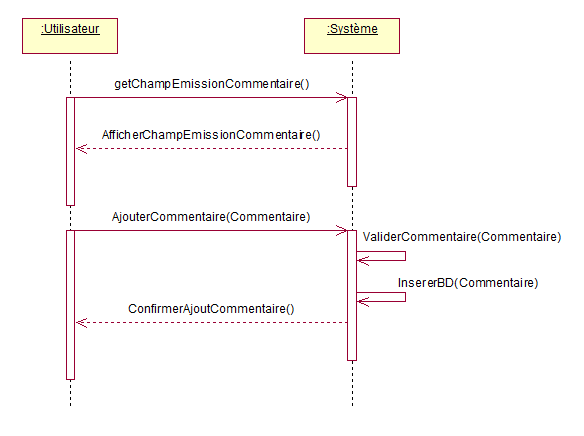 :Utilisateur
:Système
getChampEmissionCommentaire()
AfficherChampEmissionCommentaire()
AjouterCommentaire(Commentaire)
ValiderCommentaire(Commentaire)
InsererBD(Commentaire)
ConfirmerAjoutCommentaire()